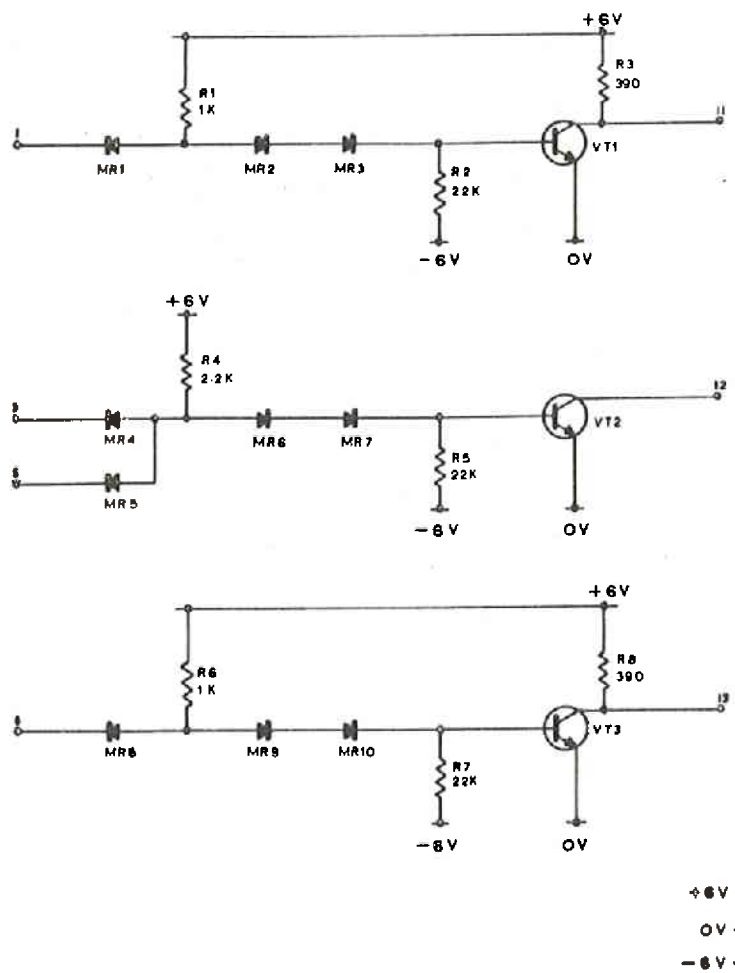 +6V
R1
1K
R3
390
1
11
MR1
MR2
MR3
VT1
R2
22K
-6V
0V
+6V
R4
2.2K
12
MR4
MR6
MR7
VT2
R5
22K
MR5
-6V
0V
+6V
R6
1K
R8
390
13
MR8
MR9
MR10
VT3
R7
22K
-6V
0V
+6V
0V
-6V